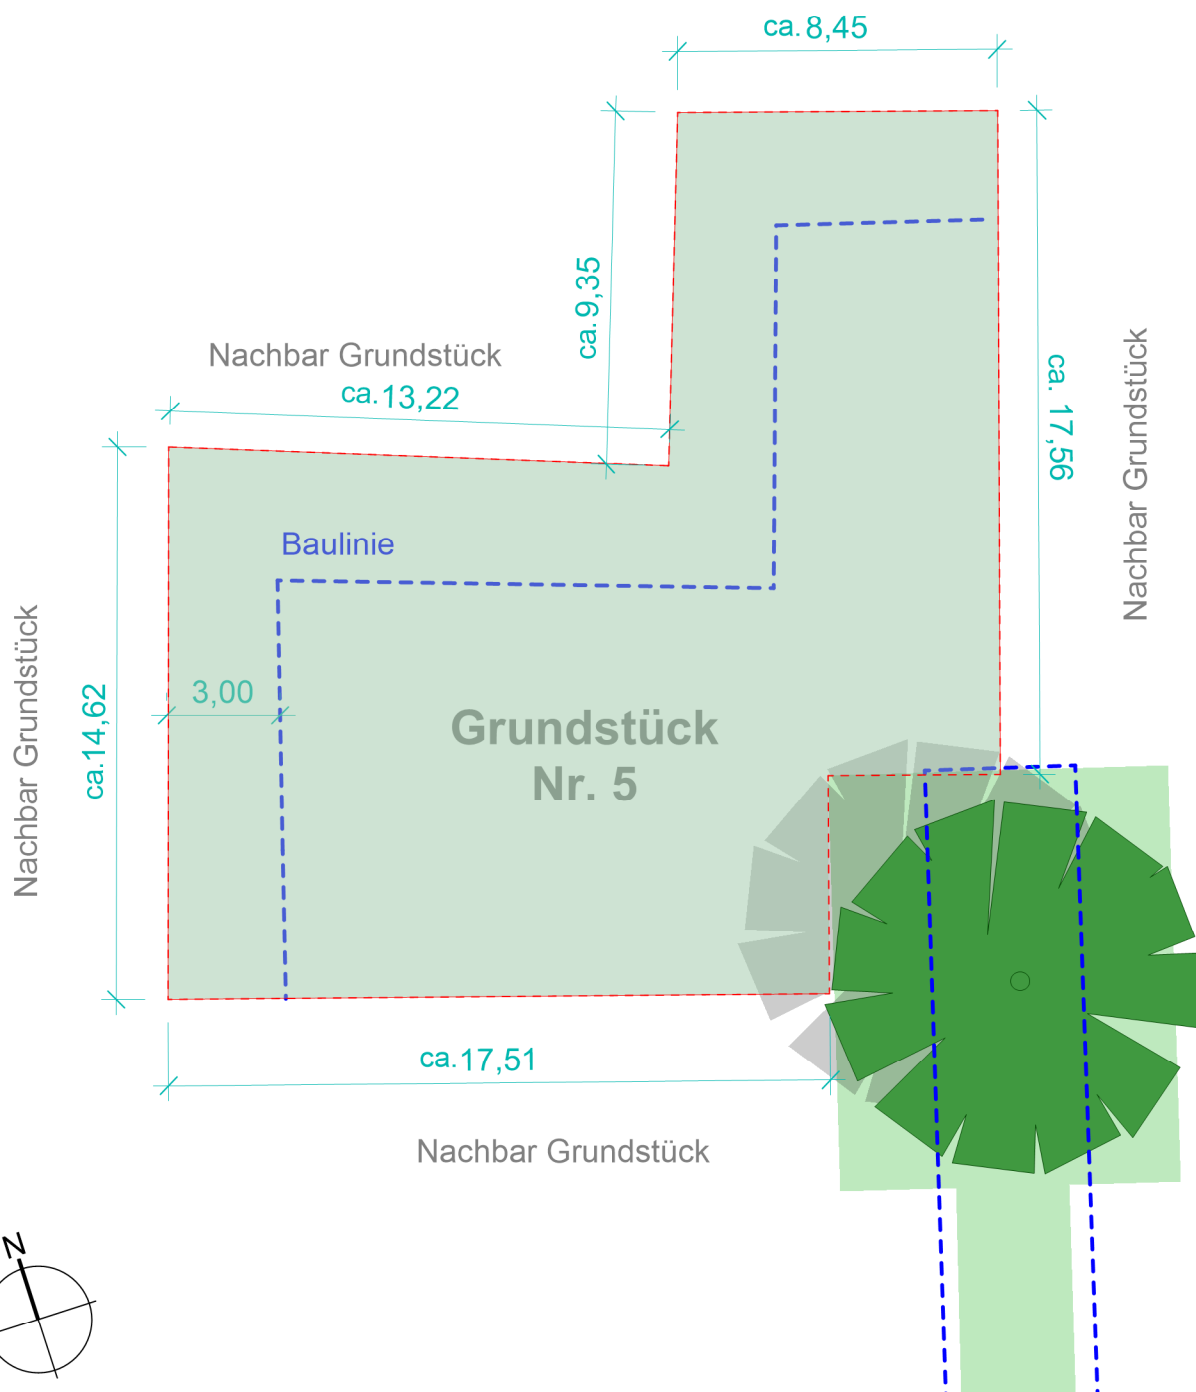 ca. 8,45
ca. 9,35
Nachbar Grundstück
ca. 13,22
ca. 17,56
Nachbar Grundstück
Baulinie
Nachbar Grundstück
ca. 14,62
3,00
Grundstück
Nr. 5
ca. 17,51
Nachbar Grundstück
N